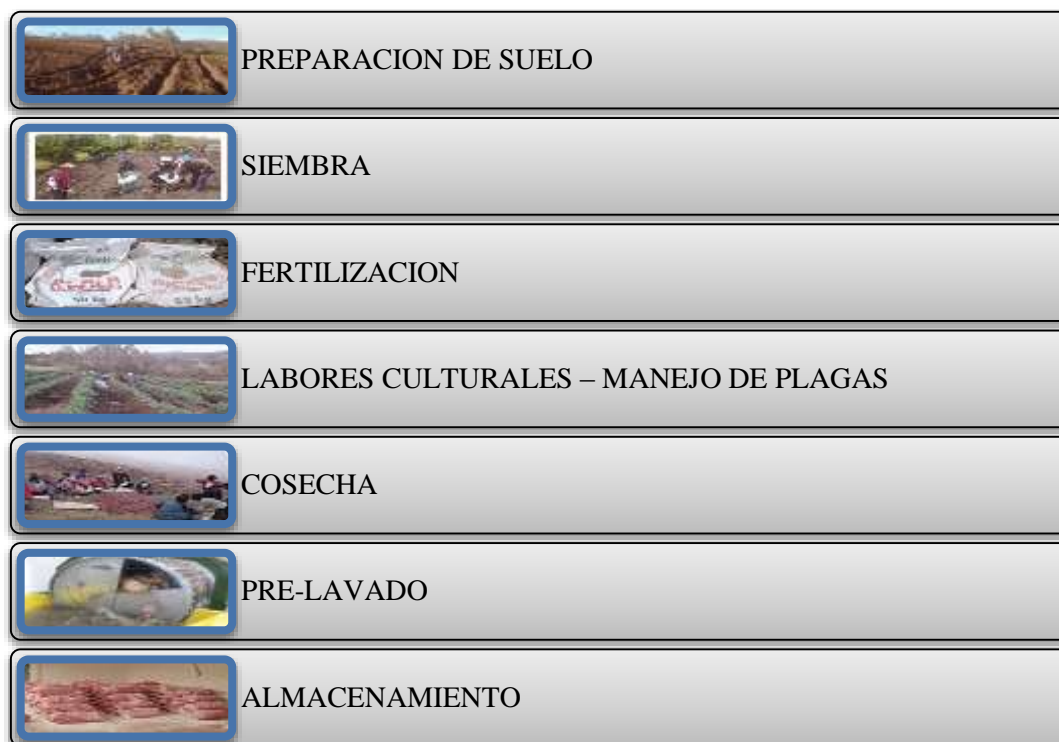 PREPARACION DE SUELO
SIEMBRA
FERTILIZACION
LABORES CULTURALES – MANEJO DE PLAGAS
COSECHA
PRE-LAVADO
ALMACENAMIENTO